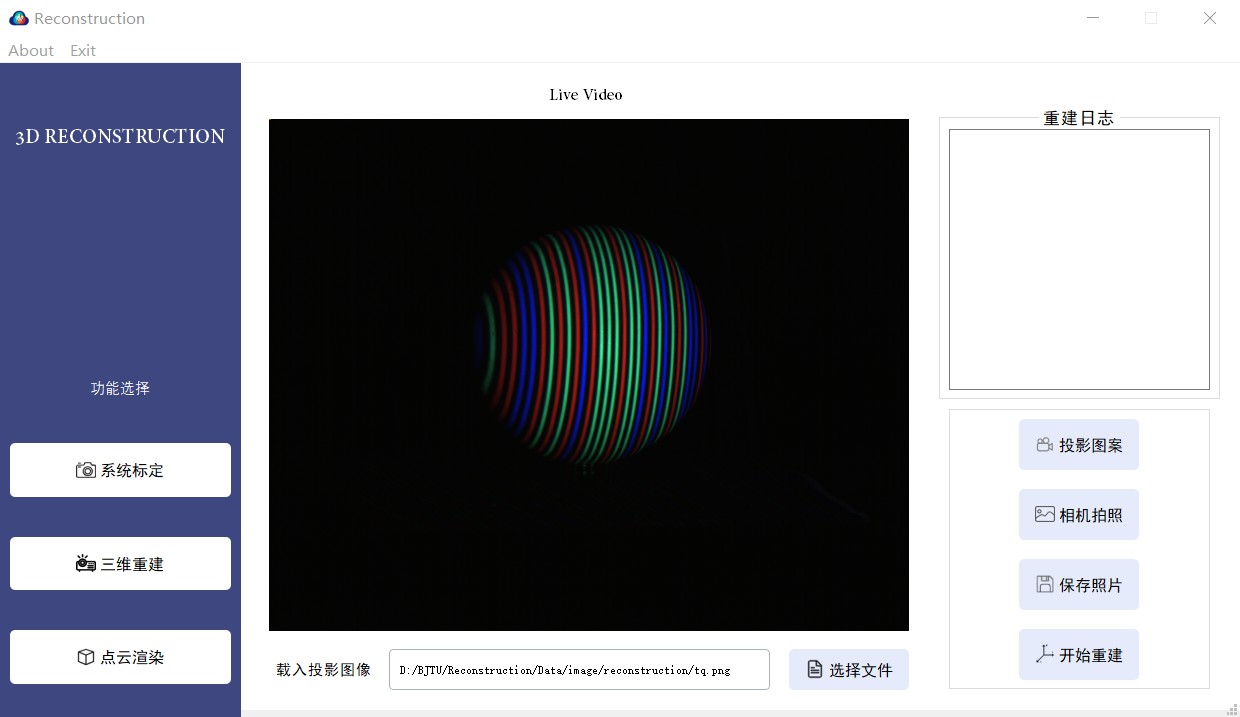 Reconstruction
About Exit
3D RECONSTRUCTION
功能选择
系统标定
三维重建
点云渲染
Live Video
载入投影图像
D:/BJTU/Reconstruction/Data/image/reconstruction/tq.png
选择文件
重建日志
投影图案
相机拍照
保存照片
开始重建